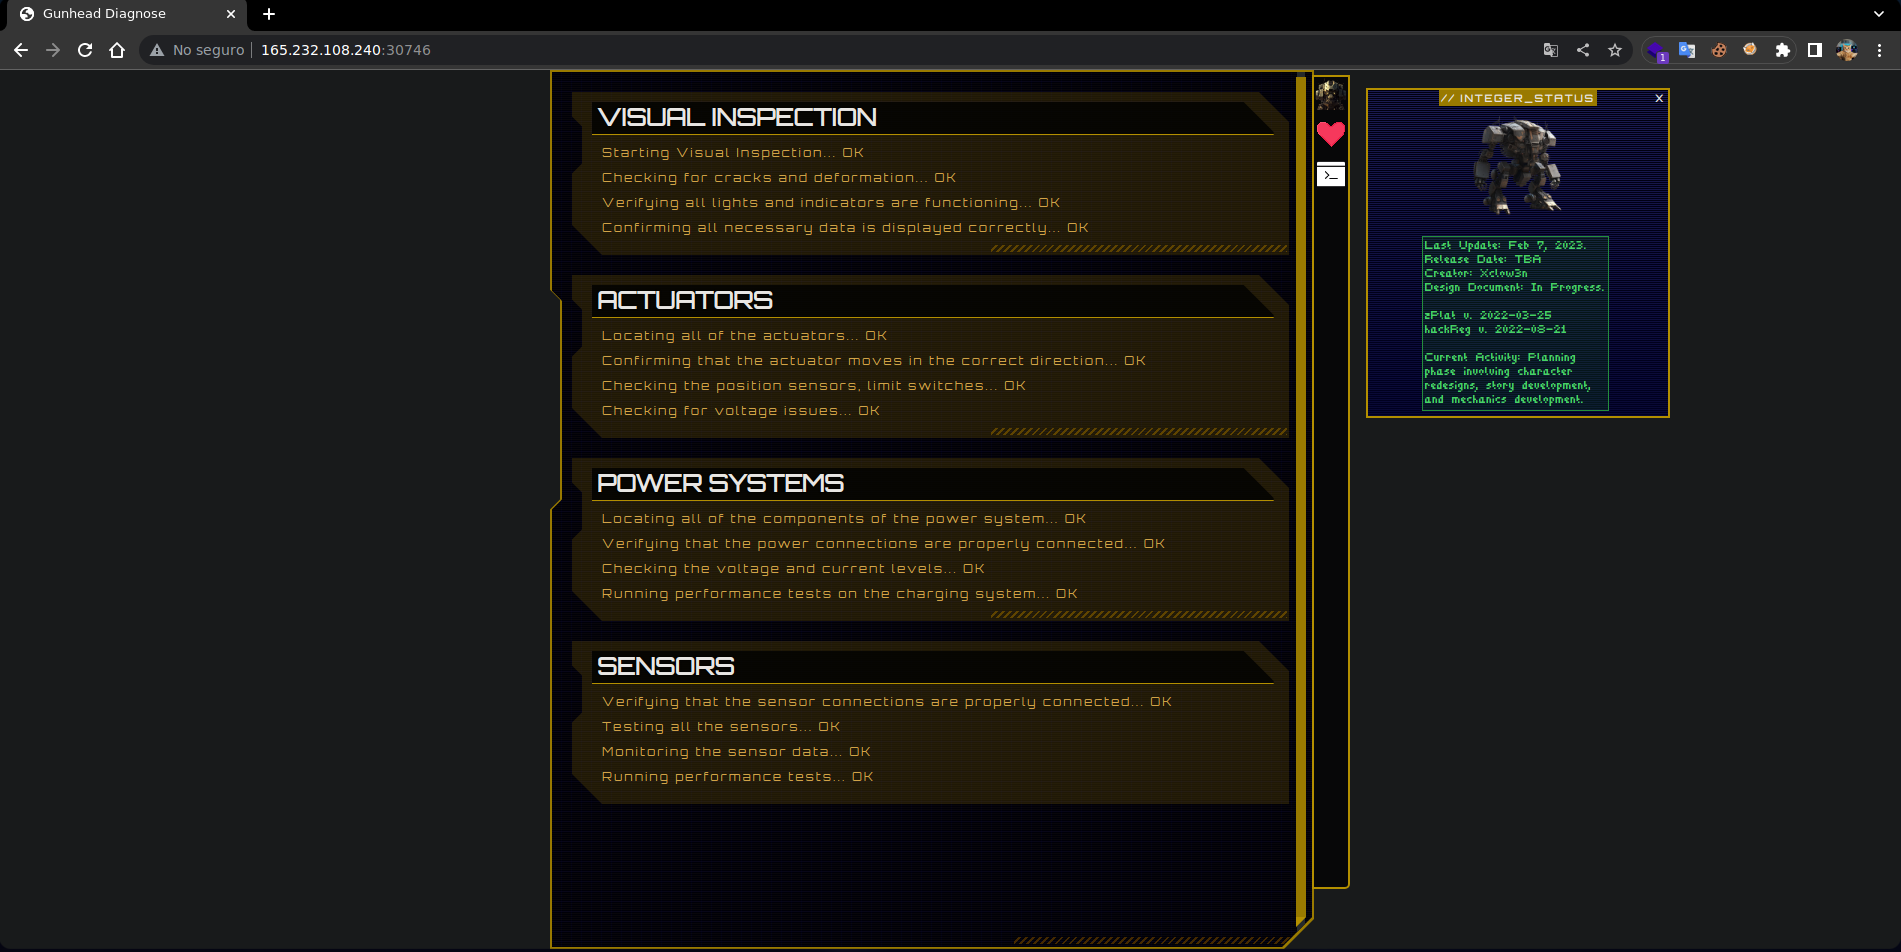 Gunhead Diagnose
No seguro
165.232.108.240:30746
1
VISUAL INSPECTION
Starting Visual Inspection... OK
Checking for cracks and deformation... OK
Verifying all lights and indicators are functioning... OK
Confirming all necessary data is displayed correctly... OK
ACTUATORS
Locating all of the actuators... OK
Confirming that the actuator moves in the correct direction... OK
Checking the position sensors, limit switches... OK
Checking for voltage issues... OK
POWER SYSTEMS
Locating all of the components of the power system... OK
Verifying that the power connections are properly connected... OK
Checking the voltage and current levels... OK
Running performance tests on the charging system... OK
SENSORS
Verifying that the sensor connections are properly connected... OK
Testing all the sensors... OK
Monitoring the sensor data... OK
Running performance tests... OK
// INTEGER_STATUS
X
Last Update: Feb 7, 2023.
Release Date: TBA
Creator: Xclow3n
Design Document: In Progress.
zPlat v. 2022-03-25
hackReg v. 2022-08-21
Current Activity: Planning
phase involving character
redesigns, story development,
and mechanics development.